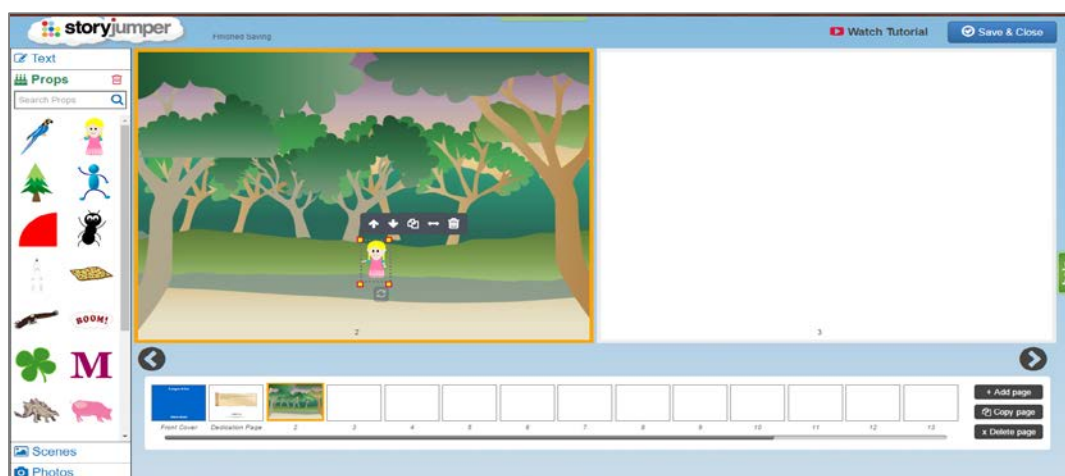 storyjumper
Finished Saving
Watch Tutorial
Save & Close
Text
Props
Search Props
BOOM!
M
Scenes
Photos
2
3
Front Cover
Dedication Page
2
3
4
5
6
7
8
9
10
11
12
13
+ Add page
Copy page
x Delete page